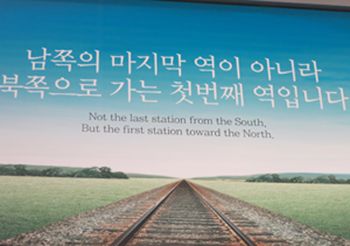 남쪽의 마지막 역이 아니라
북쪽으로 가는 첫번째 역입니다
Not the last station from the South,
But the first station toward the North.